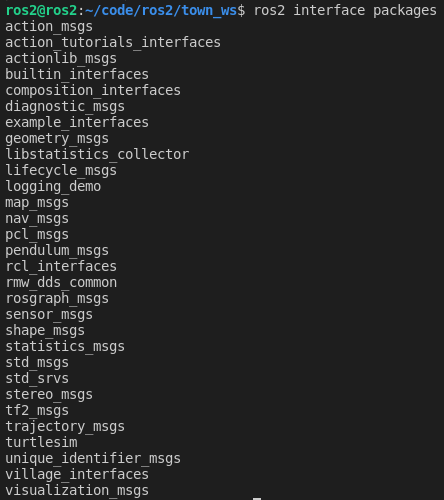 ros2@ros2:~/code/ros2/town_ws$ ros2 interface packages
action_msgs
action_tutorials_interfaces
actionlib_msgs
builtin_interfaces
composition_interfaces
diagnostic_msgs
example_interfaces
geometry_msgs
libstatistics_collector
lifecycle_msgs
logging_demo
map_msgs
nav_msgs
pcl_msgs
pendulum_msgs
rcl_interfaces
rmw_dds_common
rosgraph_msgs
sensor_msgs
shape_msgs
statistics_msgs
std_msgs
std_srvs
stereo_msgs
tf2_msgs
trajectory_msgs
turtlesim
unique_identifier_msgs
village_interfaces
visualization_msgs